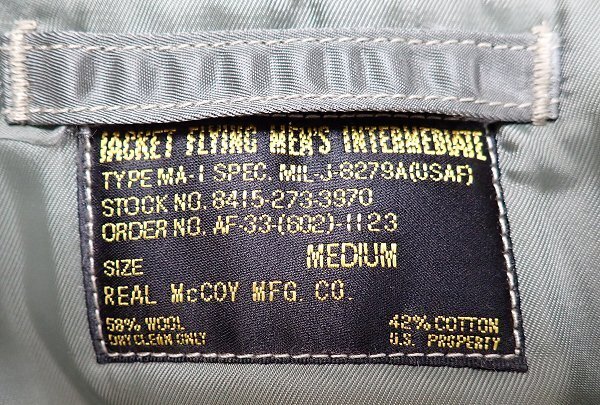 JACKET FLYING MEN'S INTERMEDIATE
TYPE MA-1 SPEC. MIL-J-8279A(USAF)
STOCK NO. 8415-273-3970
ORDER NO. AF-33-(602)-1123
SIZE MEDIUM
REAL McCOY MFG. CO.
58% WOOL 42% COTTON
DRY CLEAN ONLY U.S. PROPERTY